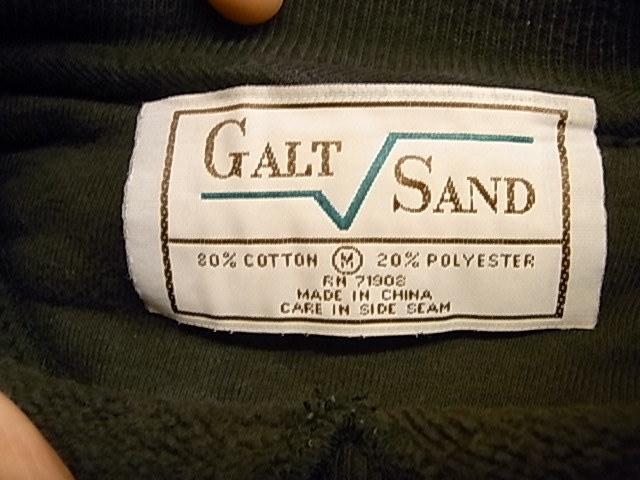 GALT
SAND
80% COTTON M 20% POLYESTER
RN 71908
MADE IN CHINA
CARE IN SIDE SEAM